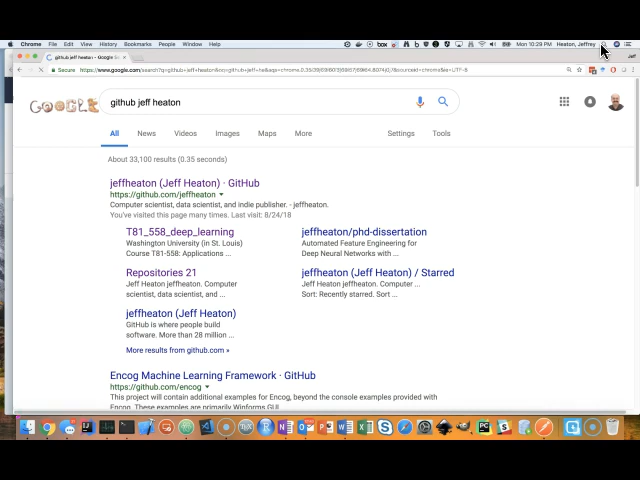 Chrome File Edit View History Bookmarks People Window Help
box Mon 10:29 PM Heaton, Jeffrey
github jeff heaton - Google Se
Secure
Google
github jeff heaton
All News Videos Images Maps More Settings Tools
About 33,100 results (0.35 seconds)
jeffheaton (Jeff Heaton) · GitHub
https://github.com/jeffheaton
Computer scientist, data scientist, and indie publisher. - jeffheaton.
You've visited this page many times. Last visit: 8/24/18
T81_558_deep_learning
Washington University (in St. Louis)
Course T81-558: Applications ...
jeffheaton/phd-dissertation
Automated Feature Engineering for
Deep Neural Networks with ...
Repositories 21
Jeff Heaton jeffheaton. Computer
scientist, data scientist, and ...
jeffheaton (Jeff Heaton) / Starred
Jeff Heaton jeffheaton. Computer ...
Sort: Recently starred. Sort ...
jeffheaton (Jeff Heaton)
GitHub is where people build
software. More than 28 million ...
More results from github.com »
Encog Machine Learning Framework · GitHub
https://github.com/encog
This project will contain additional examples for Encog, beyond the console examples provided with
Encog. These examples are primarily Winforms GUI